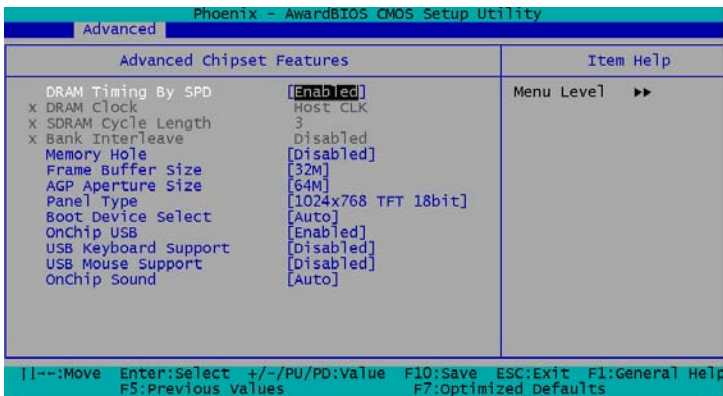 Phoenix - AwardBIOS CMOS Setup Utility
Advanced
Advanced Chipset Features
Item Help
DRAM Timing By SPD [Enabled]
Menu Level ▶▶
x DRAM Clock Host CLK
x SDRAM Cycle Length 3
x Bank Interleave Disabled
Memory Hole [Disabled]
Frame Buffer Size [32M]
AGP Aperture Size [64M]
Panel Type [1024x768 TFT 18bit]
Boot Device Select [Auto]
OnChip USB [Enabled]
USB Keyboard Support [Disabled]
USB Mouse Support [Disabled]
OnChip Sound [Auto]
||--:Move Enter:Select +/-/PU/PD:Value F10:Save ESC:Exit F1:General Help
F5:Previous Values F7:Optimized Defaults